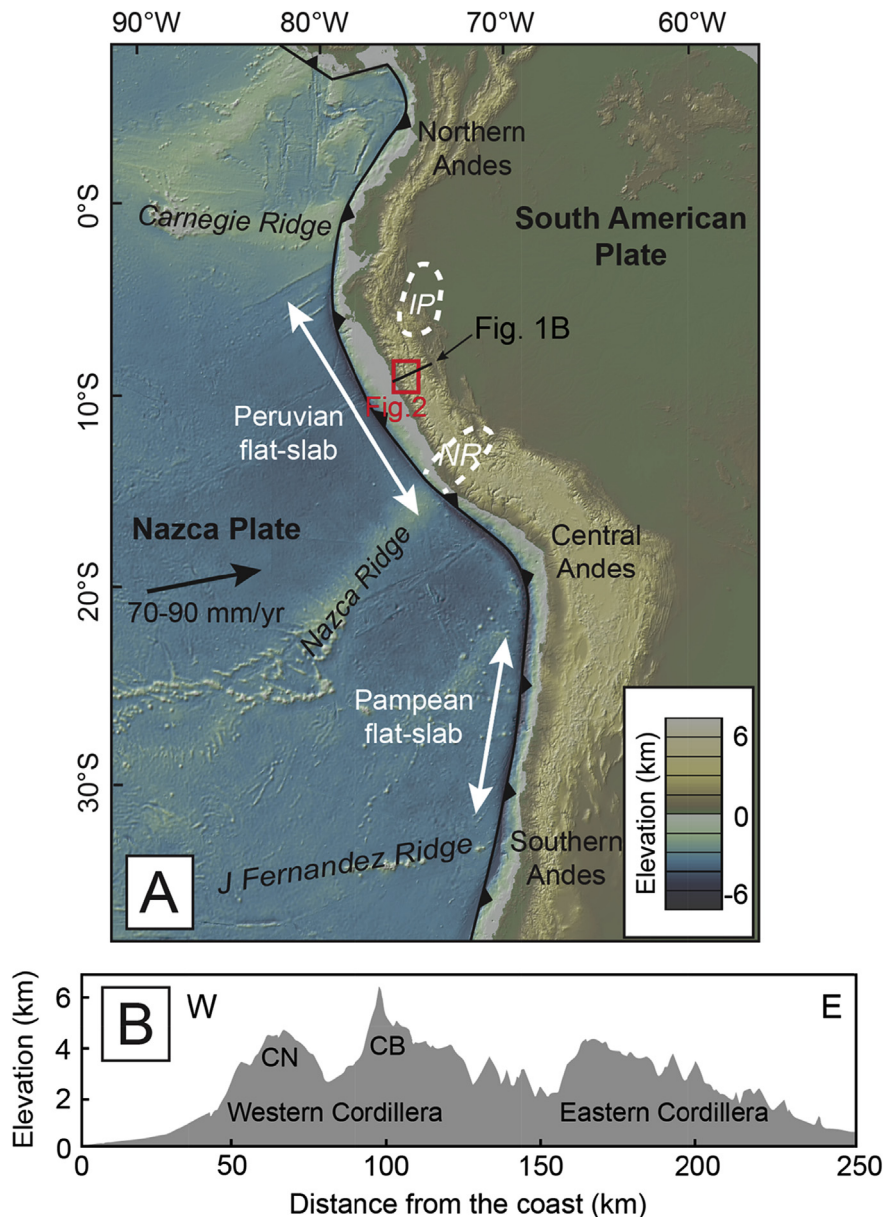 90°W 80°W 70°W 60°W
Northern
Andes
0°S
Carnegie Ridge
South American
Plate
IP
Fig. 1B
10°S
Fig.2
Peruvian
flat-slab
NR
Nazca Plate
Central
Andes
Nazca Ridge
20°S
70-90 mm/yr
Pampean
flat-slab
30°S
Elevation (km)
6
0
-6
Southern
Andes
J Fernandez Ridge
A
B
W
E
Elevation (km)
6
4
2
0
CN
CB
Western Cordillera
Eastern Cordillera
0 50 100 150 200 250
Distance from the coast (km)